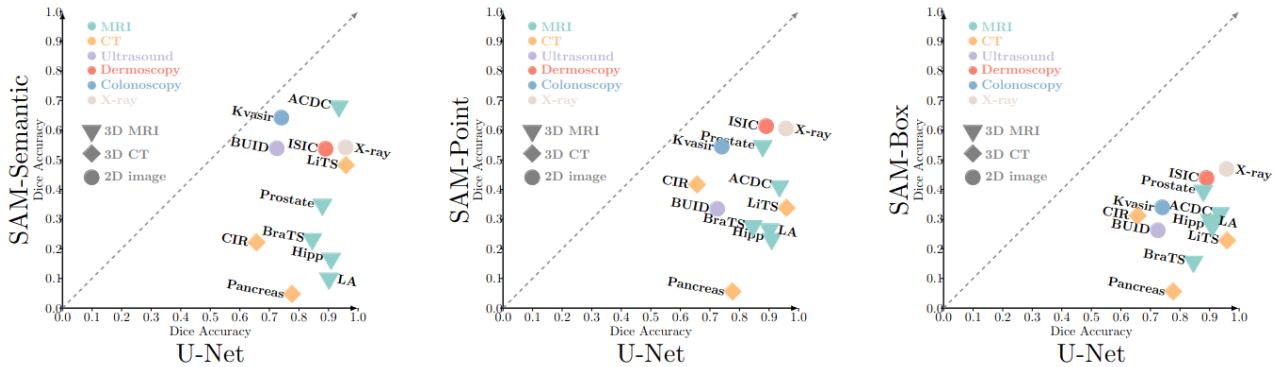 SAM-Semantic
Dice Accuracy
1.0
0.9
0.8
0.7
0.6
0.5
0.4
0.3
0.2
0.1
0.0
MRI
CT
Ultrasound
Dermoscopy
Colonoscopy
X-ray
3D MRI
3D CT
2D image
ACDC
Kvasir
BUID
ISIC
X-ray
LiTS
Prostate
CIR
BraTS
Hipp
LA
Pancreas
0.0 0.1 0.2 0.3 0.4 0.5 0.6 0.7 0.8 0.9 1.0
Dice Accuracy
U-Net
SAM-Point
Dice Accuracy
1.0
0.9
0.8
0.7
0.6
0.5
0.4
0.3
0.2
0.1
0.0
MRI
CT
Ultrasound
Dermoscopy
Colonoscopy
X-ray
3D MRI
3D CT
2D image
ISIC
X-ray
Prostate
Kvasir
CIR
ACDC
BUID
LiTS
BraTS
Hipp
LA
Pancreas
0.0 0.1 0.2 0.3 0.4 0.5 0.6 0.7 0.8 0.9 1.0
Dice Accuracy
U-Net
SAM-Box
Dice Accuracy
1.0
0.9
0.8
0.7
0.6
0.5
0.4
0.3
0.2
0.1
0.0
MRI
CT
Ultrasound
Dermoscopy
Colonoscopy
X-ray
3D MRI
3D CT
2D image
X-ray
ISIC
Prostate
Kvasir
ACDC
CIR
Hipp
LA
BUID
LiTS
BraTS
Pancreas
0.0 0.1 0.2 0.3 0.4 0.5 0.6 0.7 0.8 0.9 1.0
Dice Accuracy
U-Net